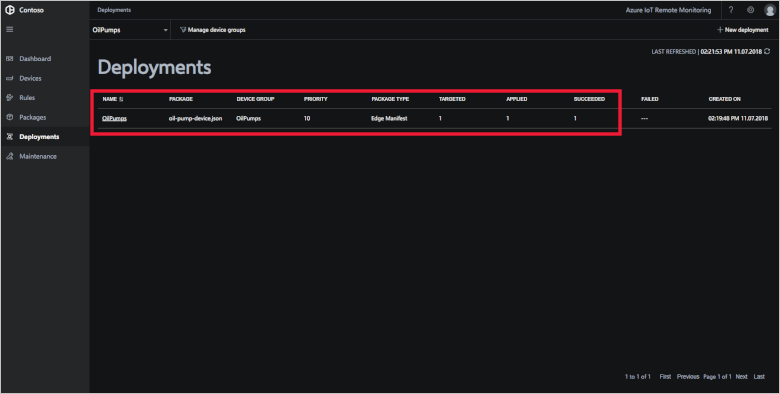 Contoso
Deployments
Azure IoT Remote Monitoring
?
OilPumps
Manage device groups
New deployment
LAST REFRESHED | 02:21:53 PM 11.07.2018
Dashboard
Devices
Rules
Packages
Deployments
Maintenance
Deployments
NAME PACKAGE DEVICE GROUP PRIORITY PACKAGE TYPE TARGETED APPLIED SUCCEEDED FAILED CREATED ON
OilPumps oil-pump-device.json OilPumps 10 Edge Manifest 1 1 1 --- 02:19:48 PM 11.07.2018
1 to 1 of 1 First Previous Page 1 of 1 Next Last